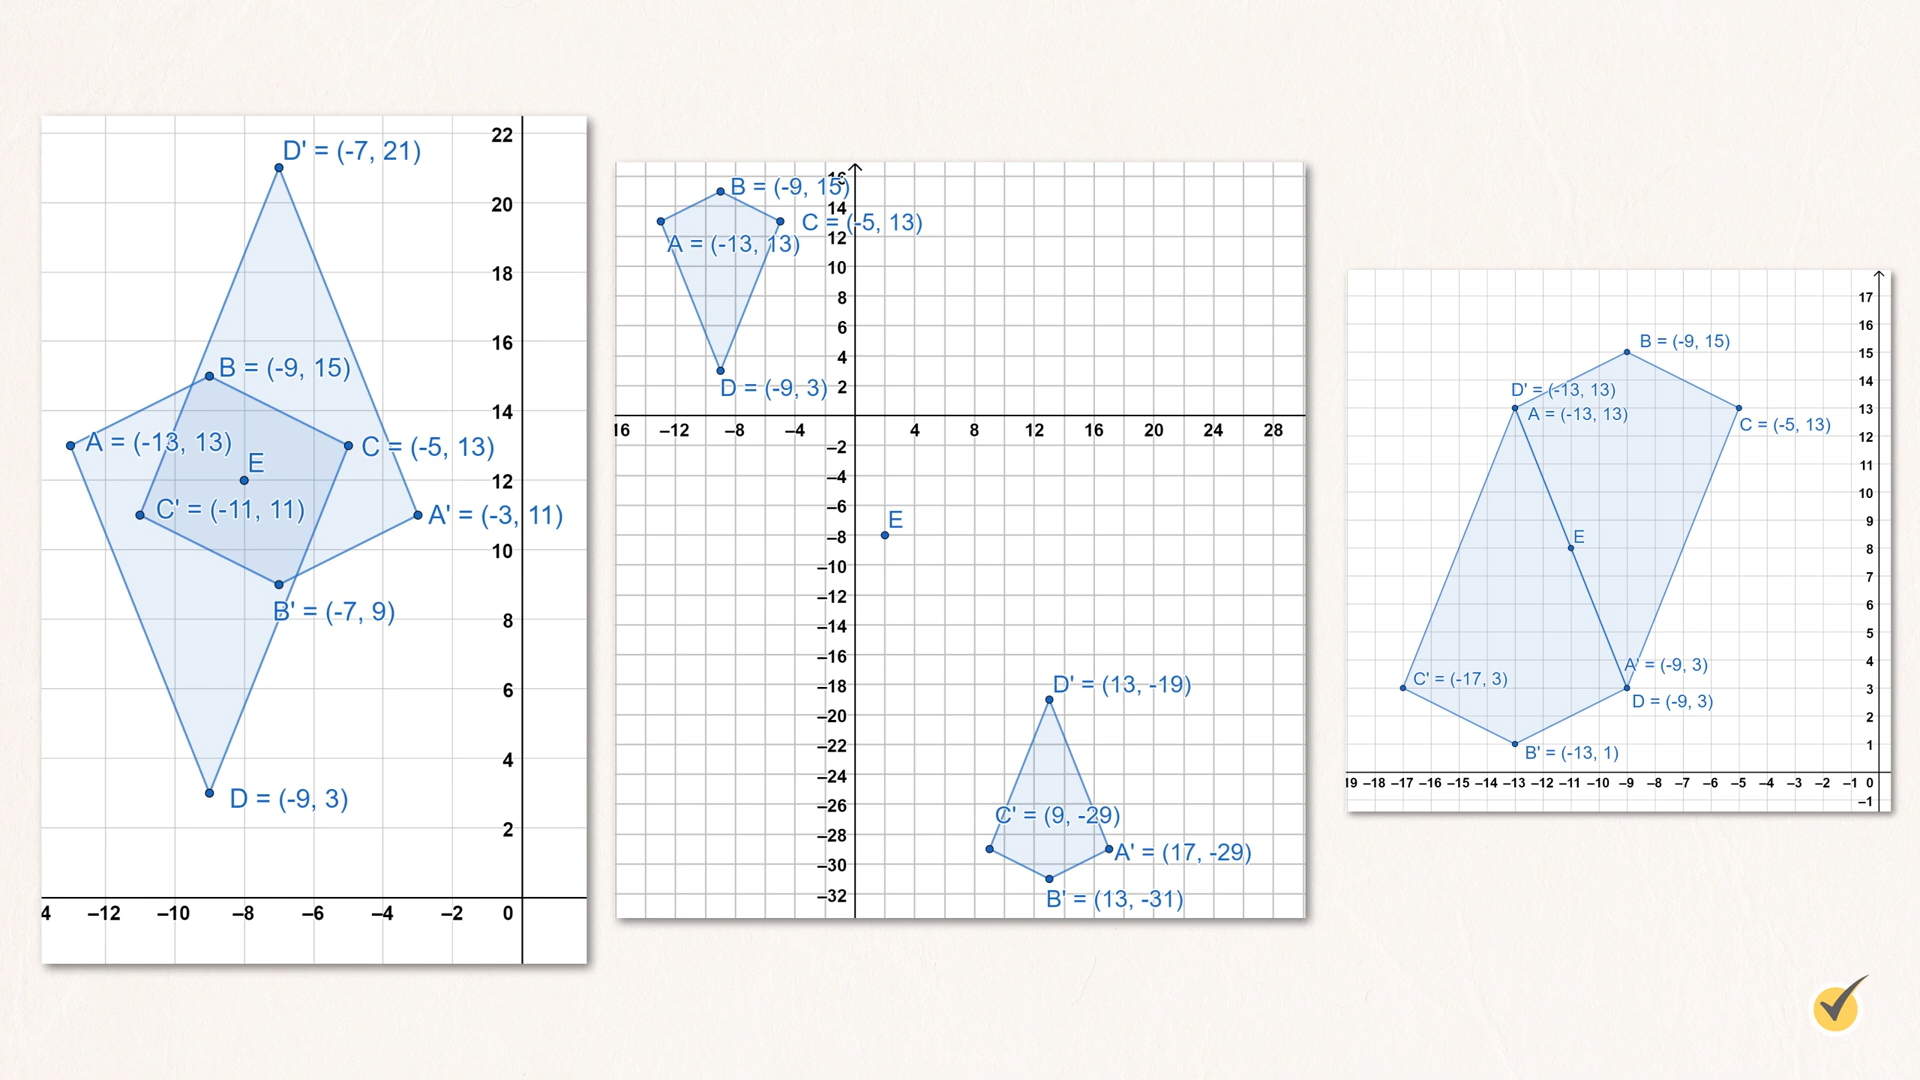 D' = (-7, 21)
B = (-9, 15)
A = (-13, 13)
C = (-5, 13)
E
C' = (-11, 11)
A' = (-3, 11)
B' = (-7, 9)
D = (-9, 3)
22
20
18
16
14
12
10
8
6
4
2
4 –12 –10 –8 –6 –4 –2 0
B = (-9, 15)
C = (-5, 13)
A = (-13, 13)
D = (-9, 3)
E
D' = (13, -19)
C' = (9, -29)
A' = (17, -29)
B' = (13, -31)
16
14
12
10
8
6
4
2
16 –12 –8 –4 4 8 12 16 20 24 28
–2
–4
–6
–8
–10
–12
–14
–16
–18
–20
–22
–24
–26
–28
–30
–32
B = (-9, 15)
D' = (-13, 13)
A = (-13, 13)
C = (-5, 13)
E
A' = (-9, 3)
C' = (-17, 3)
D = (-9, 3)
B' = (-13, 1)
17
16
15
14
13
12
11
10
9
8
7
6
5
4
3
2
1
19 –18 –17 –16 –15 –14 –13 –12 –11 –10 –9 –8 –7 –6 –5 –4 –3 –2 –1 0
–1